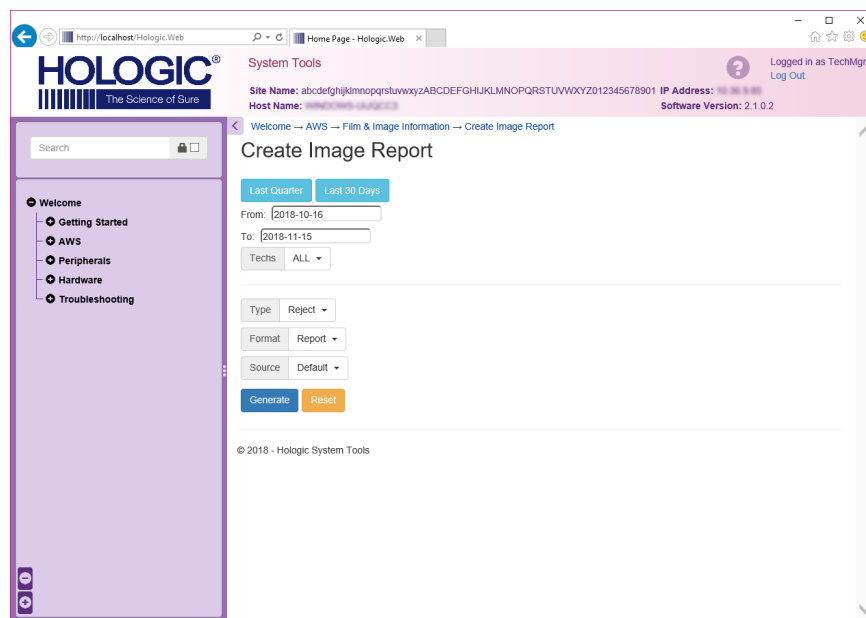 http://localhost/Hologic.Web
Home Page - Hologic.Web
HOLOGIC®
The Science of Sure
System Tools
Logged in as TechMgr
Log Out
Site Name: abcdefghijklmnopqrstuvwxyzABCDEFGHIJKLMNOPQRSTUVWXYZ012345678901 IP Address:
Host Name:
Software Version: 2.1.0.2
Welcome → AWS → Film & Image Information → Create Image Report
Search
Create Image Report
Last Quarter Last 30 Days
Welcome
Getting Started
AWS
Peripherals
Hardware
Troubleshooting
From: 2018-10-16
To: 2018-11-15
Techs ALL
Type Reject
Format Report
Source Default
Generate Reset
© 2018 - Hologic System Tools